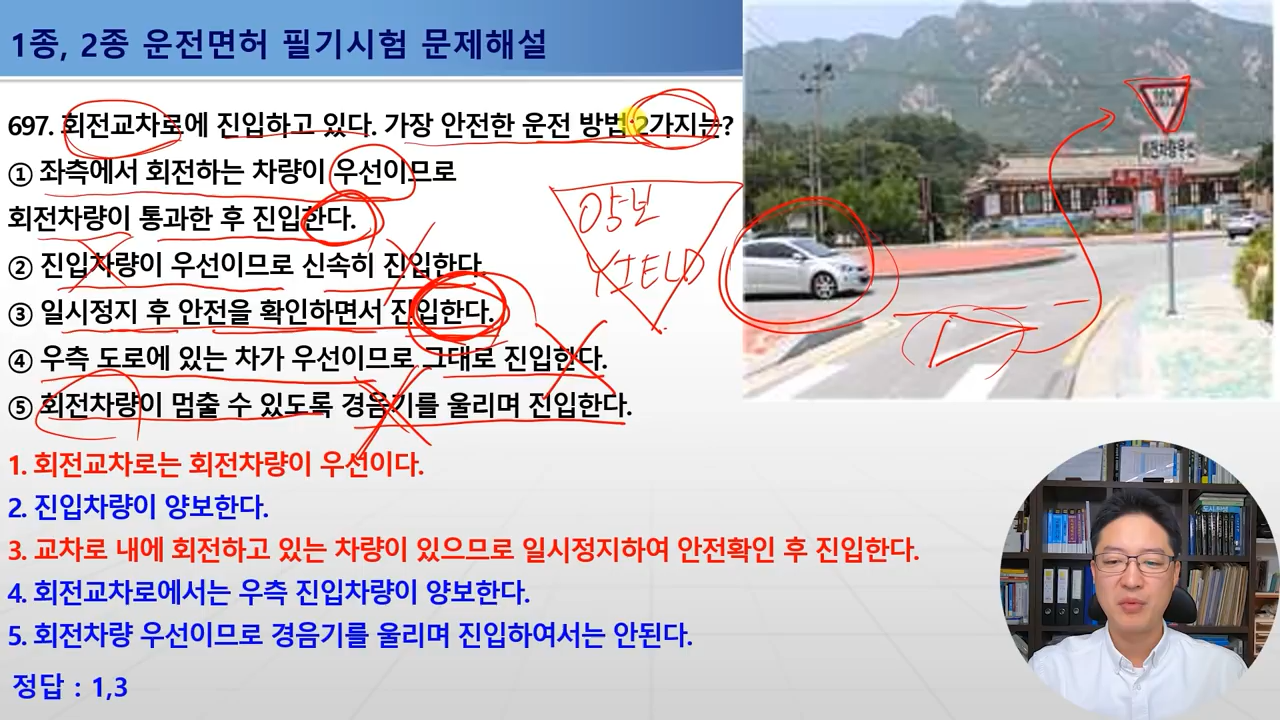 1종, 2종 운전면허 필기시험 문제해설
697. 회전교차로에 진입하고 있다. 가장 안전한 운전 방법 2가지는?
① 좌측에서 회전하는 차량이 우선이므로
회전차량이 통과한 후 진입한다.
② 진입차량이 우선이므로 신속히 진입한다.
③ 일시정지 후 안전을 확인하면서 진입한다.
④ 우측 도로에 있는 차가 우선이므로 그대로 진입한다.
⑤ 회전차량이 멈출 수 있도록 경음기를 울리며 진입한다.
양보
YIELD
회전차량우선
1. 회전교차로는 회전차량이 우선이다.
2. 진입차량이 양보한다.
3. 교차로 내에 회전하고 있는 차량이 있으므로 일시정지하여 안전확인 후 진입한다.
4. 회전교차로에서는 우측 진입차량이 양보한다.
5. 회전차량 우선이므로 경음기를 울리며 진입하여서는 안된다.
정답 : 1,3